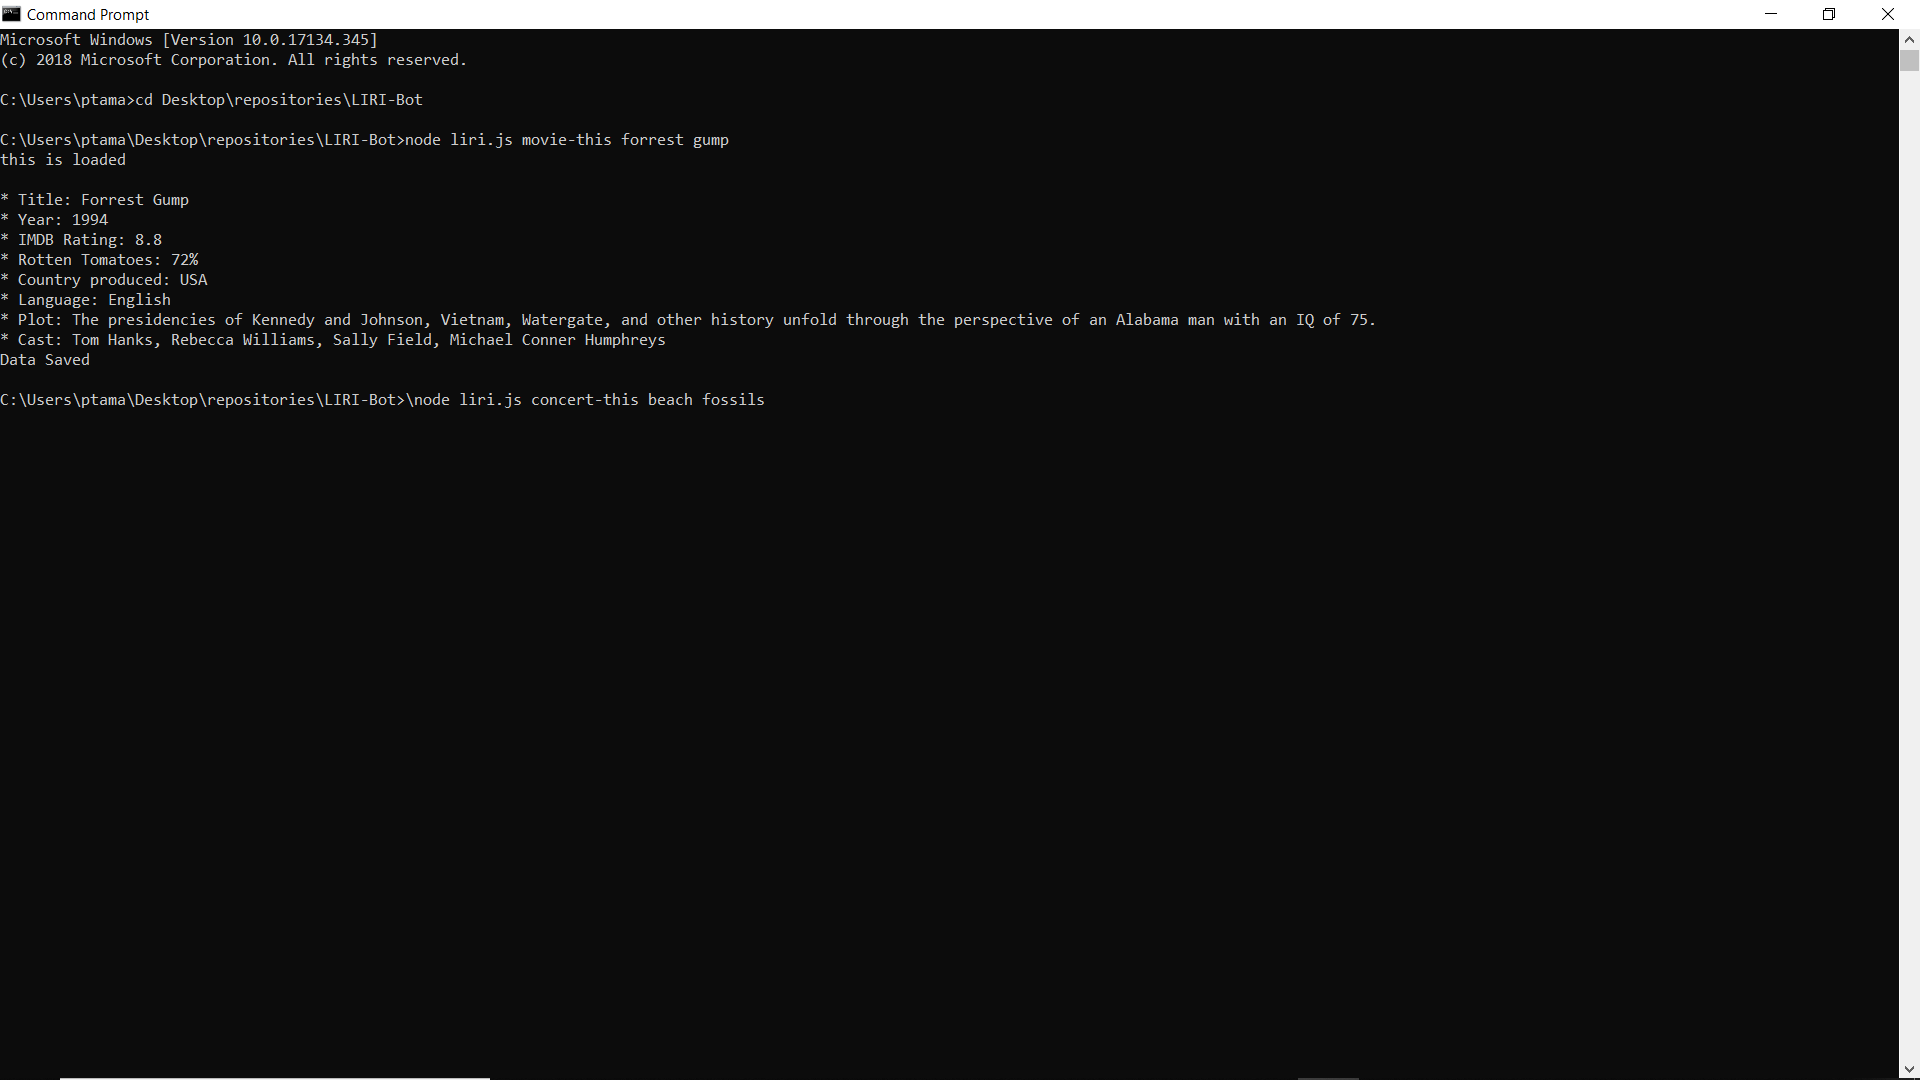 Command Prompt
Microsoft Windows [Version 10.0.17134.345]
(c) 2018 Microsoft Corporation. All rights reserved.
C:\Users\ptama>cd Desktop\repositories\LIRI-Bot
C:\Users\ptama\Desktop\repositories\LIRI-Bot>node liri.js movie-this forrest gump
this is loaded
* Title: Forrest Gump
* Year: 1994
* IMDB Rating: 8.8
* Rotten Tomatoes: 72%
* Country produced: USA
* Language: English
* Plot: The presidencies of Kennedy and Johnson, Vietnam, Watergate, and other history unfold through the perspective of an Alabama man with an IQ of 75.
* Cast: Tom Hanks, Rebecca Williams, Sally Field, Michael Conner Humphreys
Data Saved
C:\Users\ptama\Desktop\repositories\LIRI-Bot>\node liri.js concert-this beach fossils